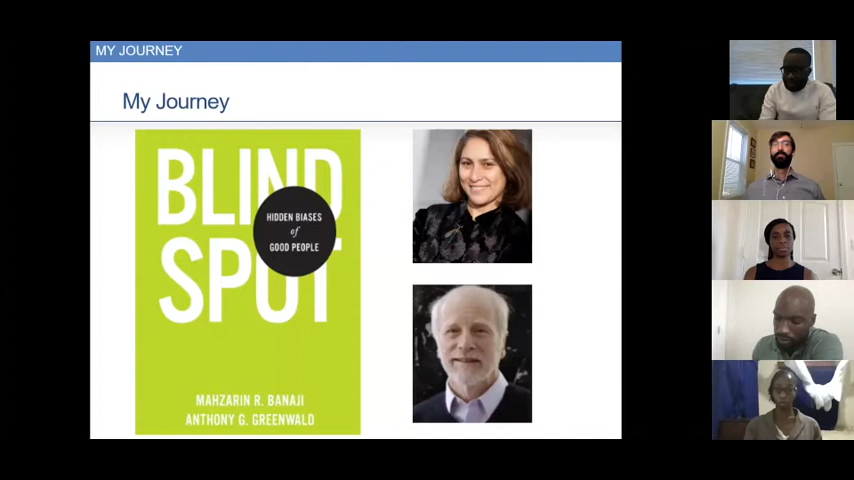 MY JOURNEY
My Journey
BLIND
SPOT
HIDDEN BIASES
of
GOOD PEOPLE
MAHZARIN R. BANAJI
ANTHONY G. GREENWALD